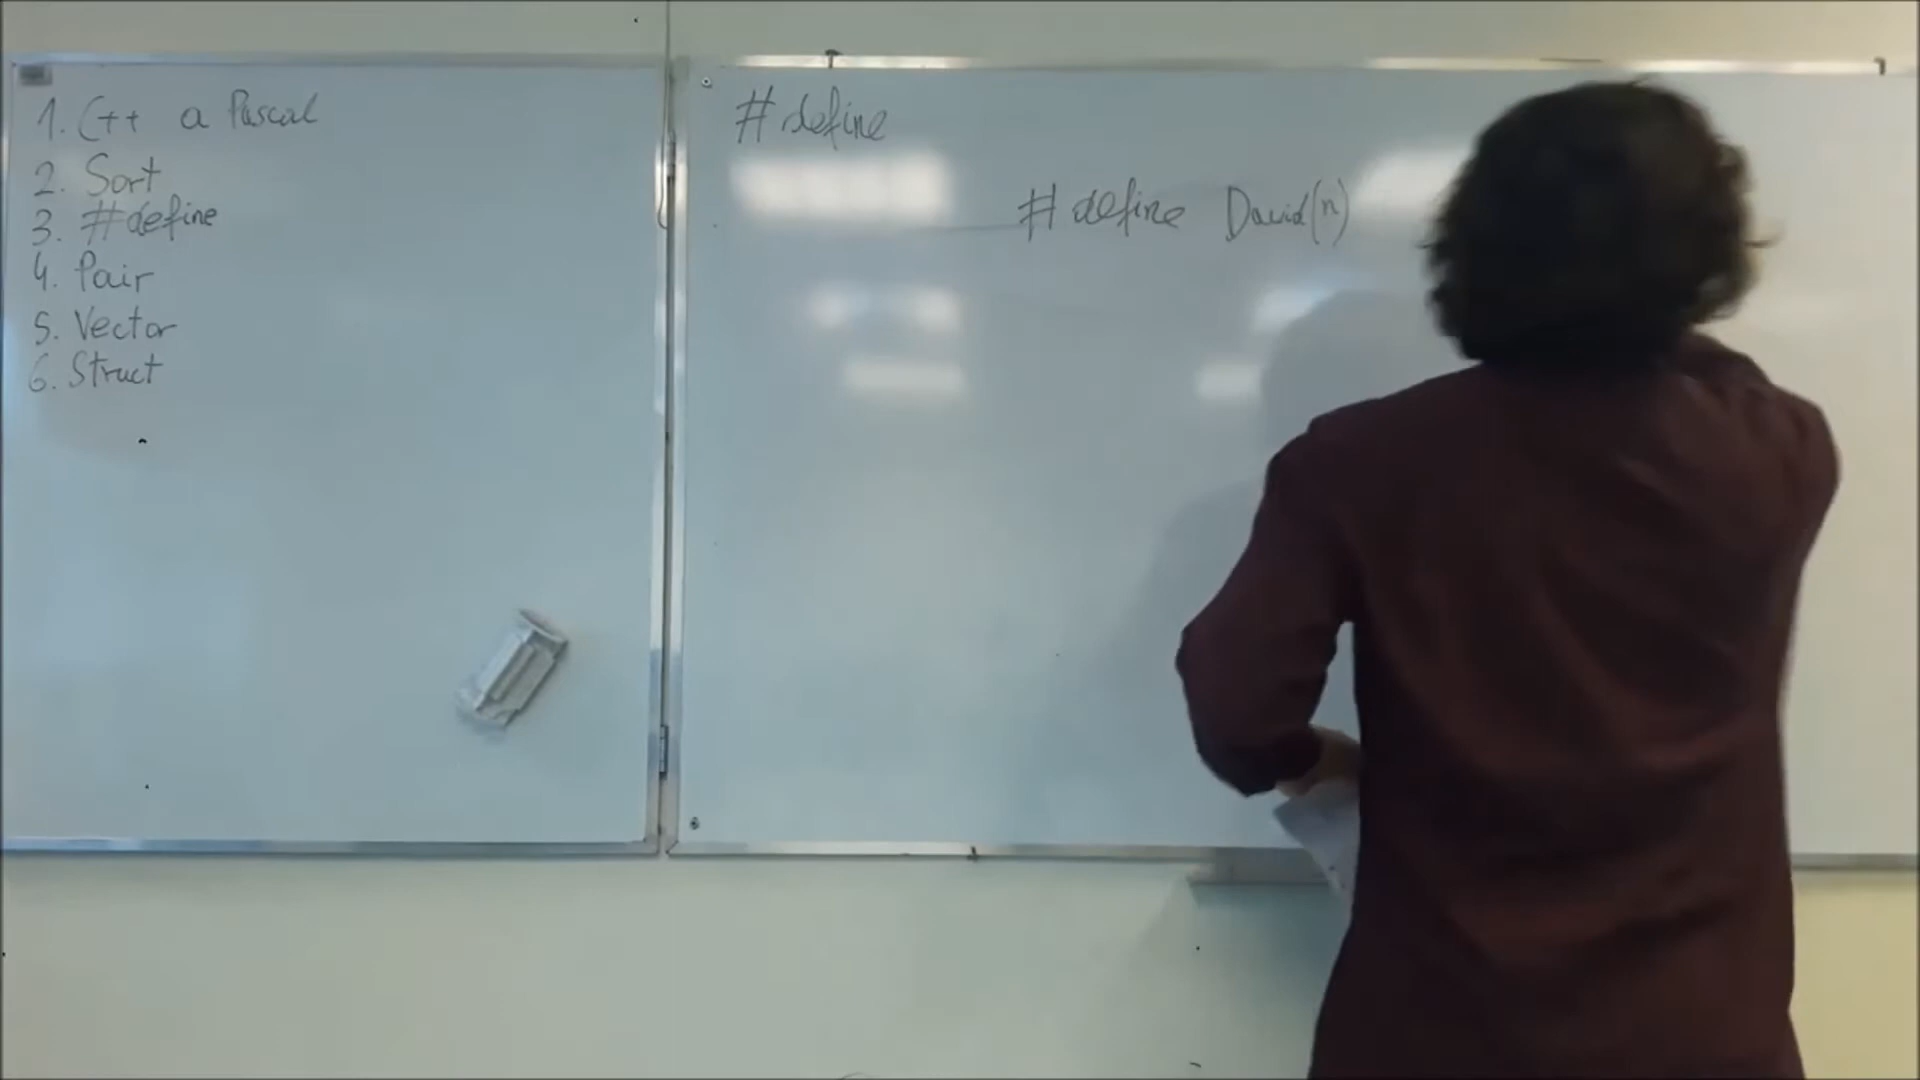 1. C++ a Pascal
2. Sort
3. #define
4. Pair
5. Vector
6. Struct
#define
#define David(n)